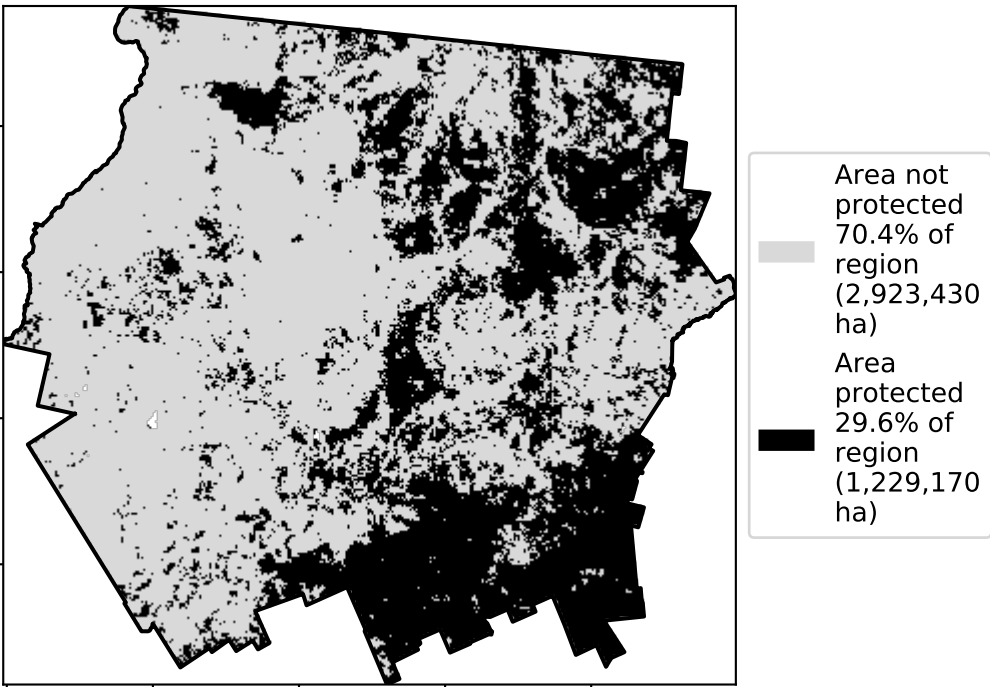 Area not
protected
70.4% of
region
(2,923,430
ha)
Area
protected
29.6% of
region
(1,229,170
ha)